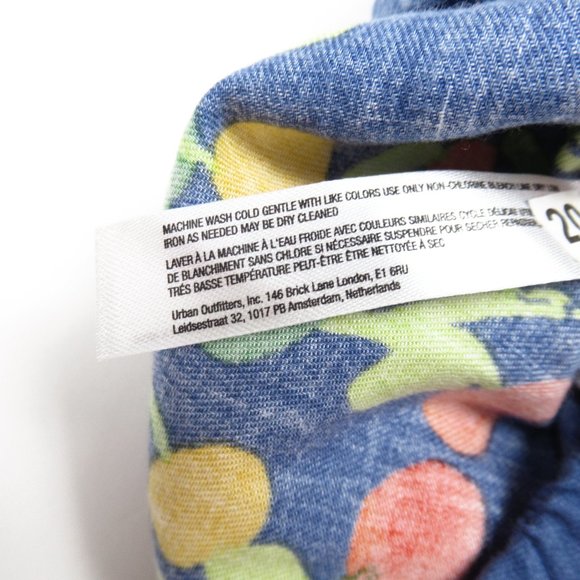 MACHINE WASH COLD GENTLE WITH LIKE COLORS USE ONLY NON-CHLORINE BLEACH LINE DRY
IRON AS NEEDED MAY BE DRY CLEANED
LAVER À LA MACHINE À L'EAU FROIDE AVEC COULEURS SIMILAIRES CYCLE DÉLICAT
DE BLANCHIMENT SANS CHLORE SI NÉCESSAIRE SUSPENDRE POUR SÉCHER REPASSER
TRÈS BASSE TEMPÉRATURE PEUT-ÊTRE ÊTRE NETTOYÉE À SEC
Urban Outfitters, Inc. 146 Brick Lane London, E1 6RU
Leidsestraat 32, 1017 PB Amsterdam, Netherlands
20